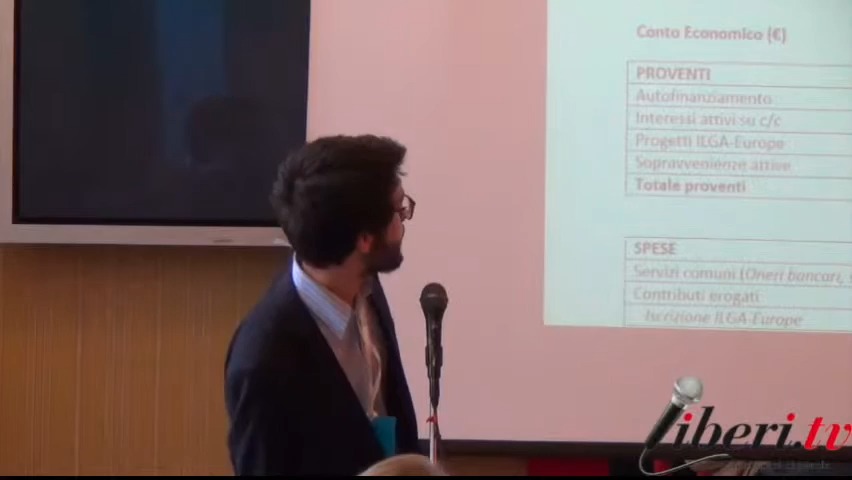 Conto Economico (€)
PROVENTI
Autofinanziamento
Interessi attivi su c/c
Progetti ILGA-Europe
Sopravvenienze attive
Totale proventi
SPESE
Servizi comuni (Oneri bancari,
Contributi erogati
Iscrizione ILGA-Europe
liberi.tv